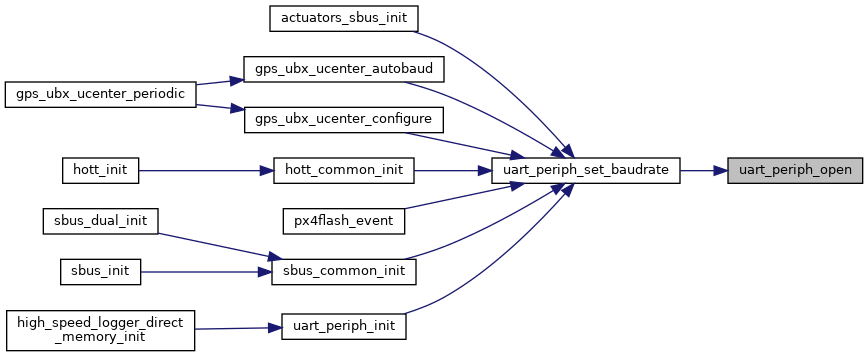 actuators_sbus_init
gps_ubx_ucenter_autobaud
gps_ubx_ucenter_periodic
gps_ubx_ucenter_configure
hott_init
hott_common_init
uart_periph_set_baudrate
uart_periph_open
px4flash_event
sbus_dual_init
sbus_init
sbus_common_init
high_speed_logger_direct
_memory_init
uart_periph_init